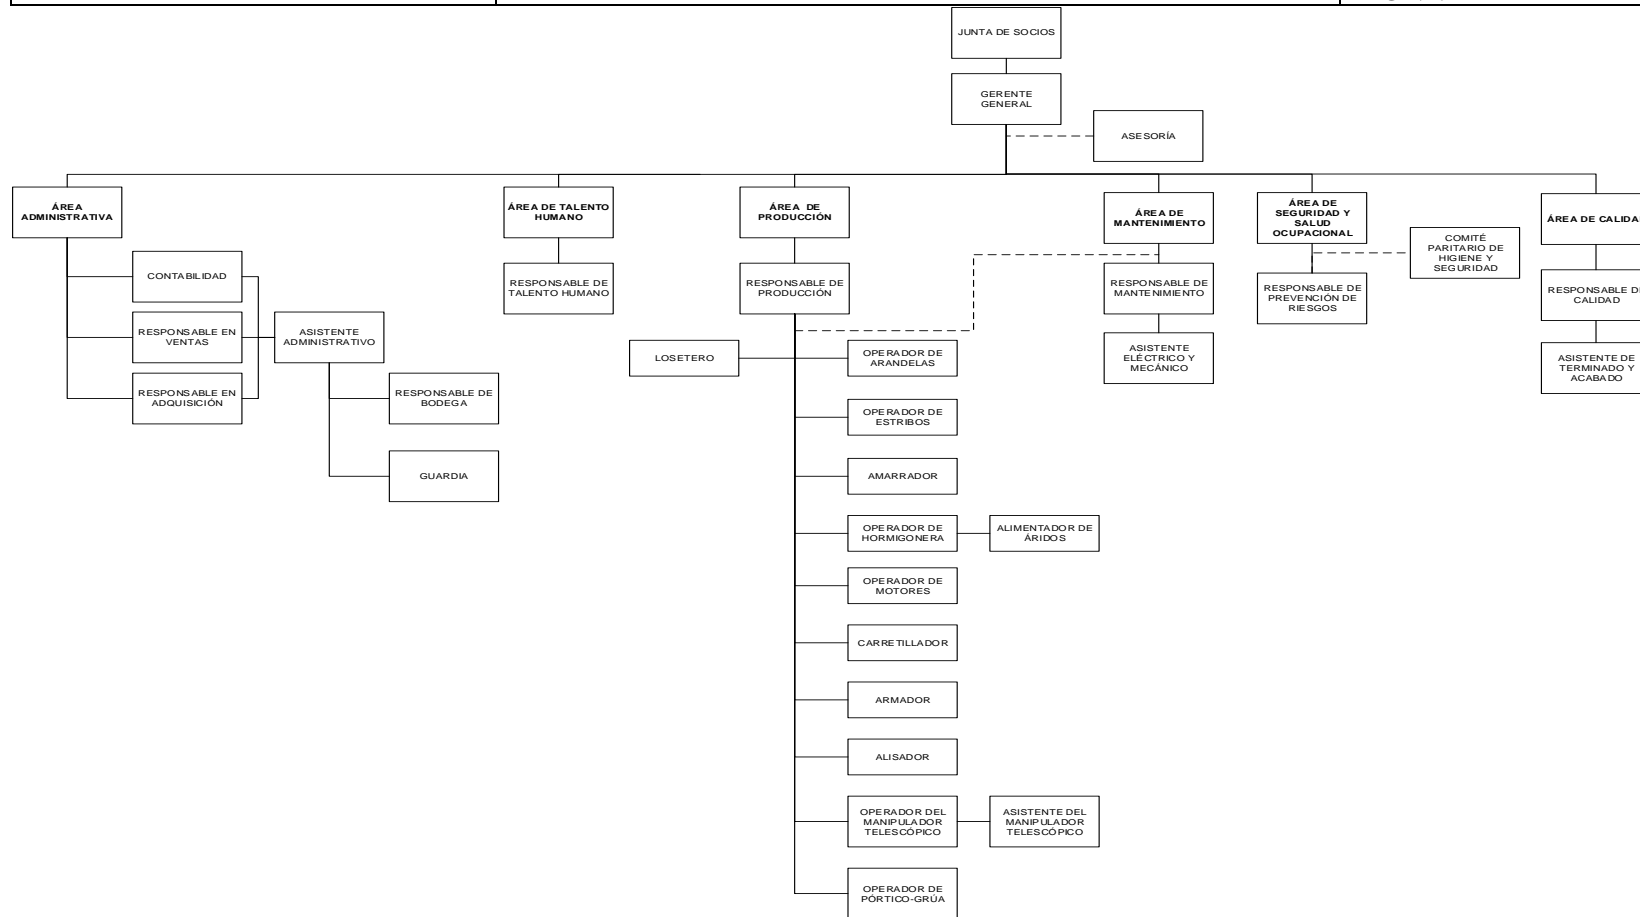 JUNTA DE SOCIOS
GERENTE
GENERAL
ASESORÍA
ÁREA
ADMINISTRATIVA
ÁREA DE TALENTO
HUMANO
ÁREA DE
PRODUCCIÓN
ÁREA DE
MANTENIMIENTO
ÁREA DE
SEGURIDAD Y
SALUD
OCUPACIONAL
ÁREA DE CALIDA
COMITÉ
PARITARIO DE
HIGIENE Y
SEGURIDAD
CONTABILIDAD
RESPONSABLE DE
TALENTO HUMANO
RESPONSABLE DE
PRODUCCIÓN
RESPONSABLE DE
MANTENIMIENTO
RESPONSABLE DE
PREVENCIÓN DE
RIESGOS
RESPONSABLE D
CALIDAD
RESPONSABLE EN
VENTAS
ASISTENTE
ADMINISTRATIVO
LOSETERO
OPERADOR DE
ARANDELAS
ASISTENTE
ELÉCTRICO Y
MECÁNICO
ASISTENTE DE
TERMINADO Y
ACABADO
RESPONSABLE EN
ADQUISICIÓN
RESPONSABLE DE
BODEGA
OPERADOR DE
ESTRIBOS
GUARDIA
AMARRADOR
OPERADOR DE
HORMIGONERA
ALIMENTADOR DE
ÁRIDOS
OPERADOR DE
MOTORES
CARRETILLADOR
ARMADOR
ALISADOR
OPERADOR DEL
MANIPULADOR
TELESCÓPICO
ASISTENTE DEL
MANIPULADOR
TELESCÓPICO
OPERADOR DE
PÓRTICO-GRÚA